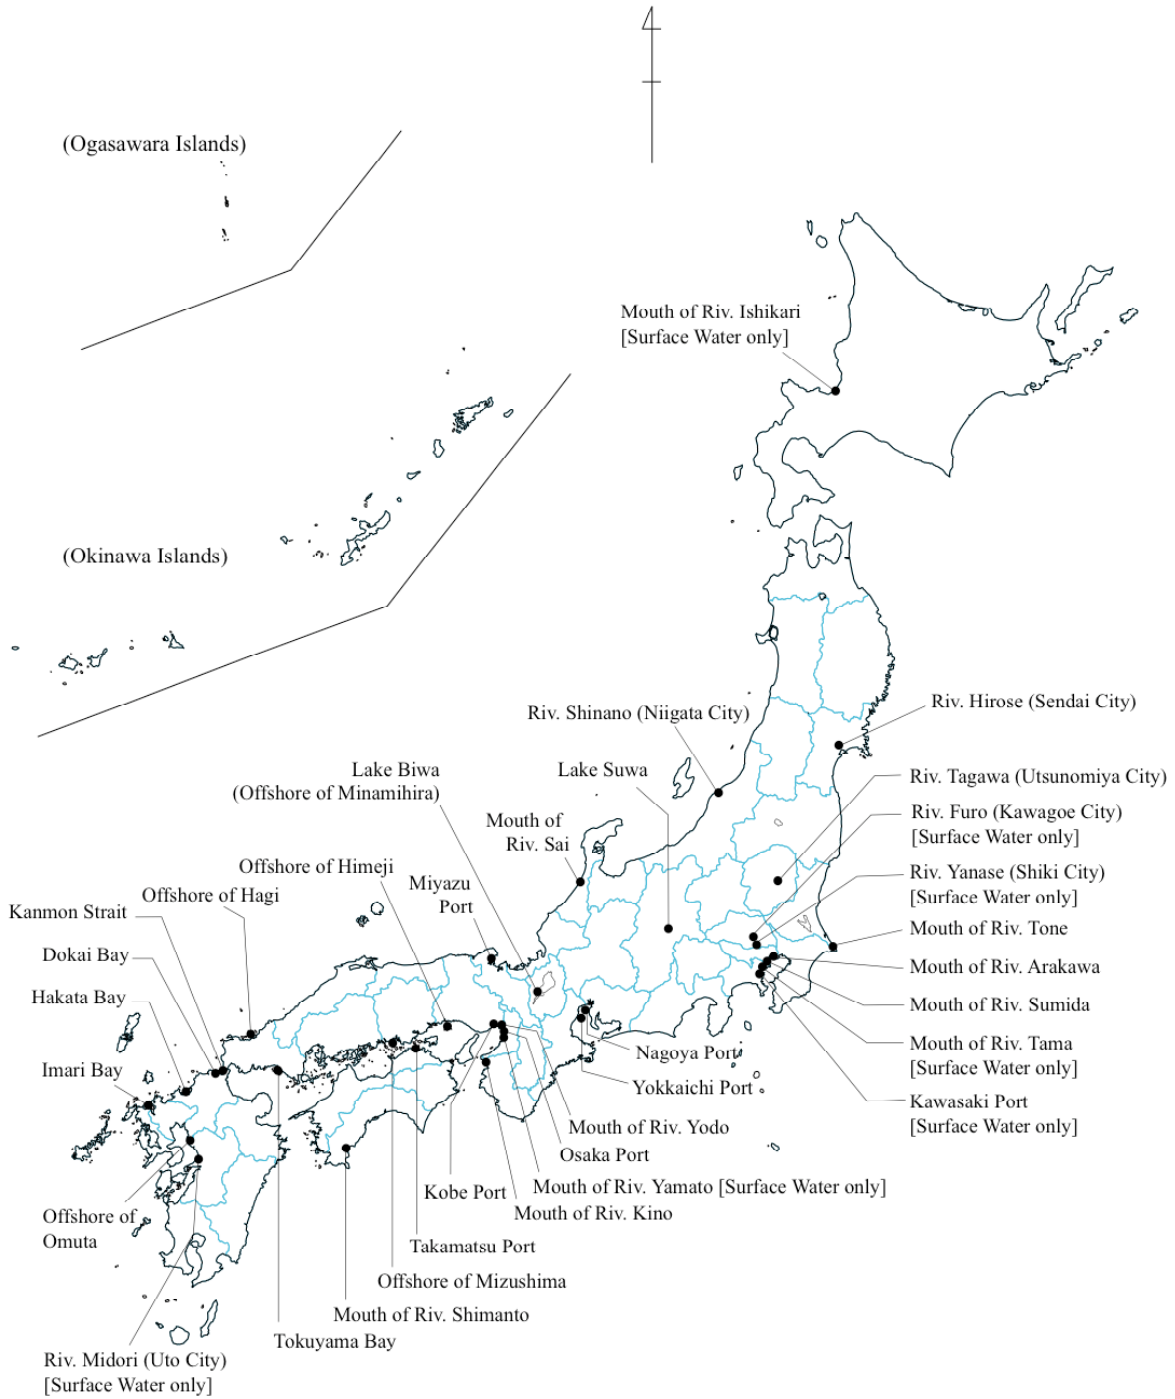 (Ogasawara Islands)
Mouth of Riv. Ishikari
[Surface Water only]
(Okinawa Islands)
Riv. Hirose (Sendai City)
Riv. Shinano (Niigata City)
Lake Biwa
(Offshore of Minamihira)
Lake Suwa
Riv. Tagawa (Utsunomiya City)
Riv. Furo (Kawagoe City)
[Surface Water only]
Mouth of
Riv. Sai
Offshore of Himeji
Miyazu
Port
Riv. Yanase (Shiki City)
[Surface Water only]
Offshore of Hagi
Kanmon Strait
Mouth of Riv. Tone
Dokai Bay
Mouth of Riv. Arakawa
Hakata Bay
Mouth of Riv. Sumida
Imari Bay
Nagoya Port
Mouth of Riv. Tama
[Surface Water only]
Yokkaichi Port
Kawasaki Port
[Surface Water only]
Mouth of Riv. Yodo
Osaka Port
Kobe Port
Mouth of Riv. Yamato [Surface Water only]
Mouth of Riv. Kino
Offshore of
Omuta
Takamatsu Port
Offshore of Mizushima
Mouth of Riv. Shimanto
Tokuyama Bay
Riv. Midori (Uto City)
[Surface Water only]